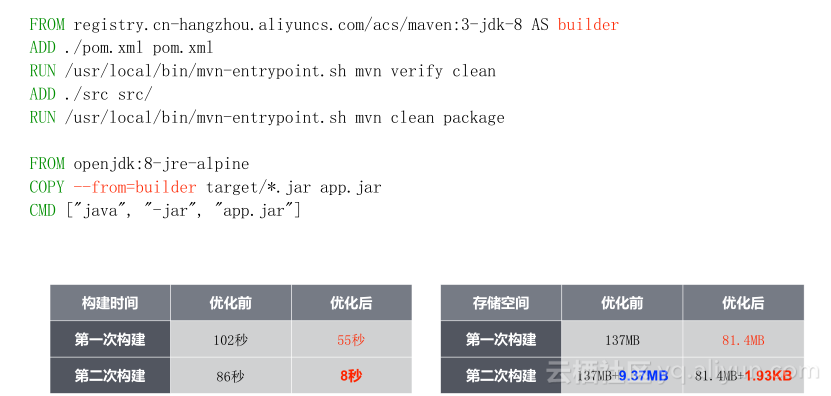 FROM registry.cn-hangzhou.aliyuncs.com/acs/maven:3-jdk-8 AS builder
ADD ./pom.xml pom.xml
RUN /usr/local/bin/mvn-entrypoint.sh mvn verify clean
ADD ./src src/
RUN /usr/local/bin/mvn-entrypoint.sh mvn clean package
FROM openjdk:8-jre-alpine
COPY --from=builder target/*.jar app.jar
CMD ["java", "-jar", "app.jar"]
构建时间 优化前 优化后
第一次构建 102秒 55秒
第二次构建 86秒 8秒
存储空间 优化前 优化后
第一次构建 137MB 81.4MB
第二次构建 137MB+9.37MB 81.4MB+1.93KB
云栖社区 yq.aliyun.com